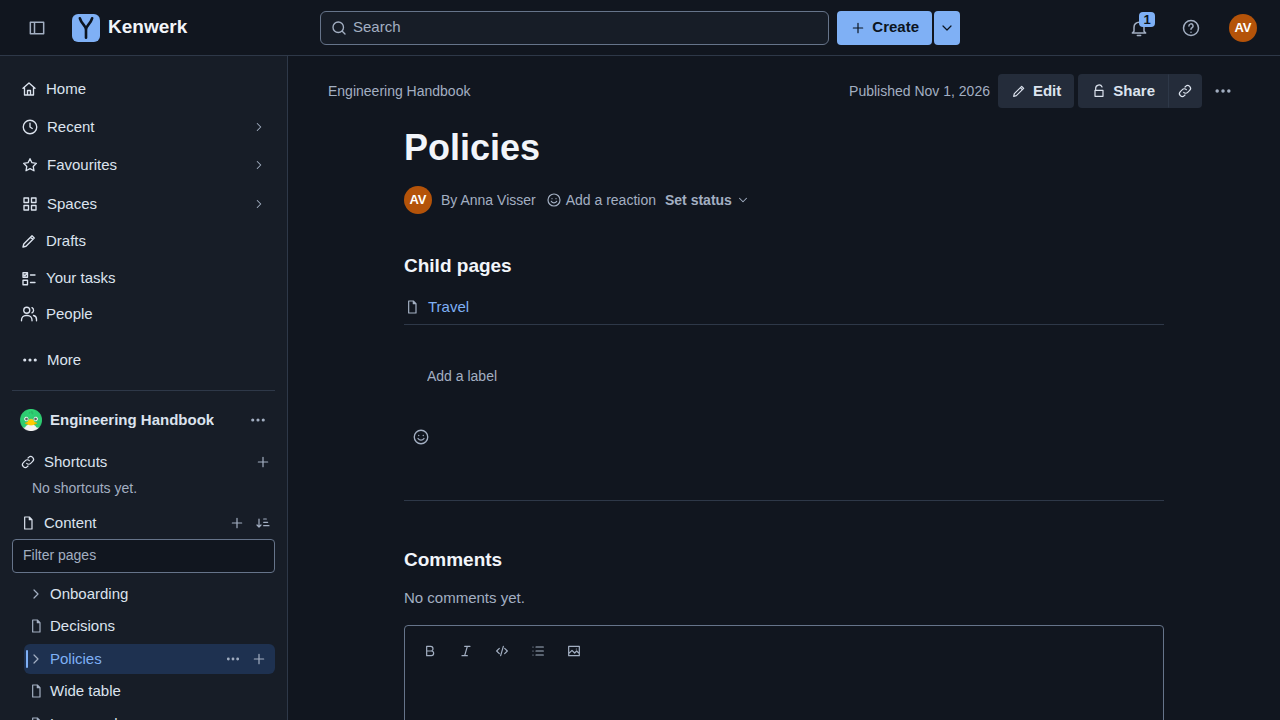 Kenwerk
Search
Create
1
AV
Home
Recent
Favourites
Spaces
Drafts
Your tasks
People
More
Engineering Handbook
Shortcuts
No shortcuts yet.
Content
Filter pages
Onboarding
Decisions
Policies
Wide table
Engineering Handbook
Published Nov 1, 2026
Edit
Share
Policies
AV
By Anna Visser
Add a reaction
Set status
Child pages
Travel
Add a label
Comments
No comments yet.